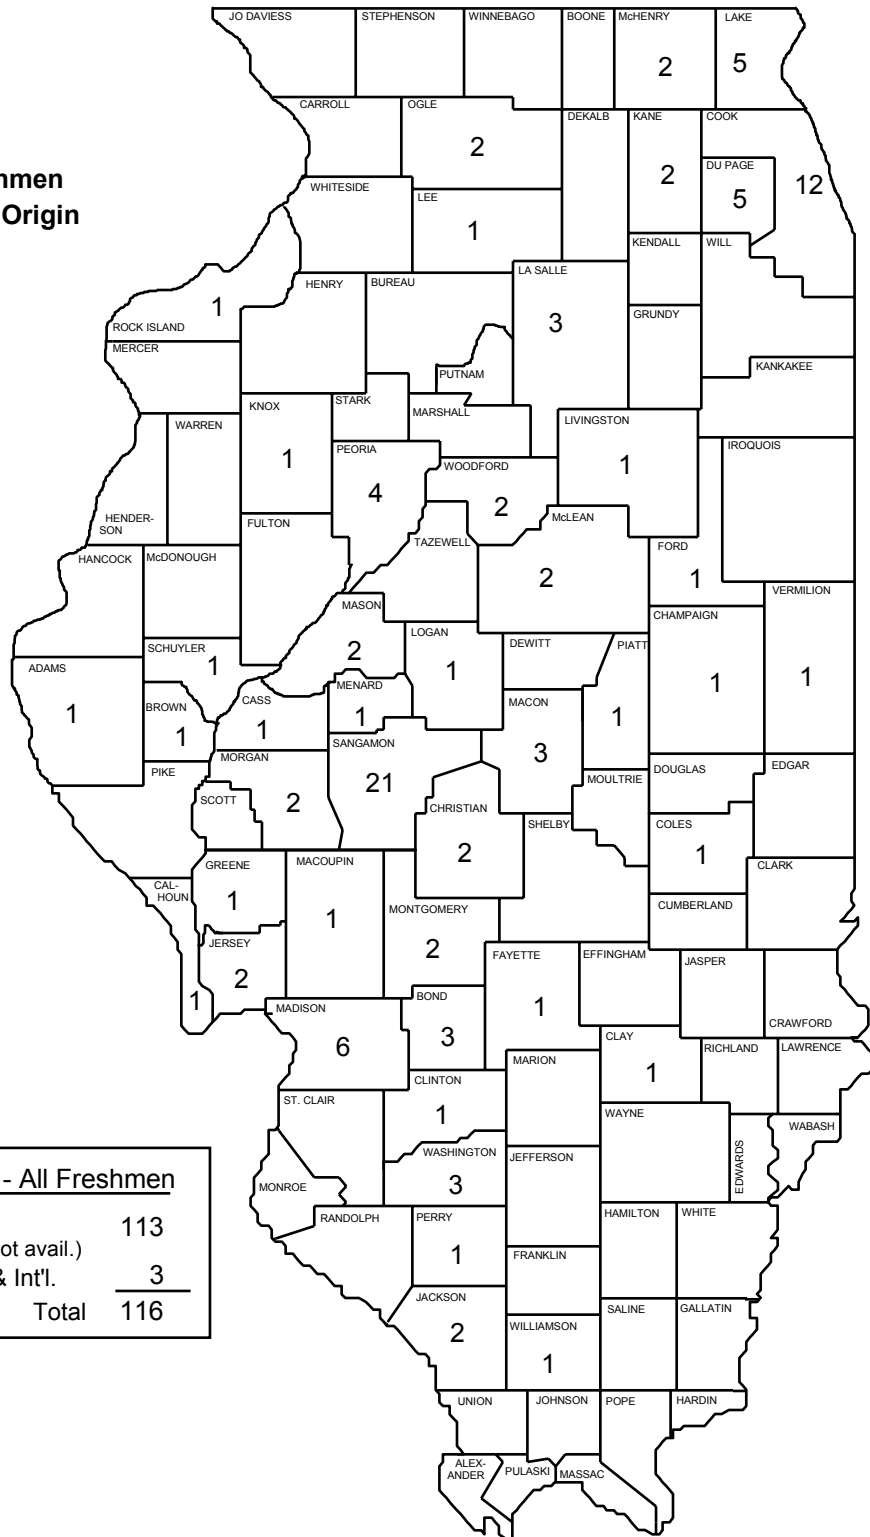 JO DAVIESS
STEPHENSON
WINNEBAGO
BOONE
McHENRY
2
LAKE
5
CARROLL
OGLE
2
DEKALB
KANE
2
COOK
12
DU PAGE
5
hmen
Origin
WHITESIDE
LEE
1
KENDALL
WILL
LA SALLE
3
HENRY
BUREAU
1
ROCK ISLAND
GRUNDY
MERCER
PUTNAM
KANKAKEE
KNOX
1
STARK
MARSHALL
LIVINGSTON
1
WARREN
PEORIA
4
WOODFORD
2
IROQUOIS
HENDER-
SON
FULTON
McLEAN
2
TAZEWELL
HANCOCK
McDONOUGH
FORD
1
VERMILION
1
MASON
2
CHAMPAIGN
1
LOGAN
1
DEWITT
PIATT
1
ADAMS
1
SCHUYLER
1
MENARD
1
CASS
1
BROWN
1
MACON
3
SANGAMON
21
PIKE
MORGAN
2
MOULTRIE
DOUGLAS
EDGAR
SCOTT
CHRISTIAN
2
SHELBY
COLES
1
GREENE
1
MACOUPIN
1
CLARK
CAL-
HOUN
1
MONTGOMERY
2
CUMBERLAND
JERSEY
2
FAYETTE
1
EFFINGHAM
JASPER
CRAWFORD
MADISON
6
BOND
3
CLAY
1
RICHLAND
LAWRENCE
MARION
CLINTON
1
ST. CLAIR
WAYNE
EDWARDS
WABASH
WASHINGTON
3
JEFFERSON
MONROE
RANDOLPH
PERRY
1
HAMILTON
WHITE
FRANKLIN
JACKSON
2
WILLIAMSON
1
SALINE
GALLATIN
UNION
JOHNSON
POPE
HARDIN
ALEX-
ANDER
PULASKI
MASSAC
- All Freshmen
113
ot avail.)
& Int'l. 3
Total 116